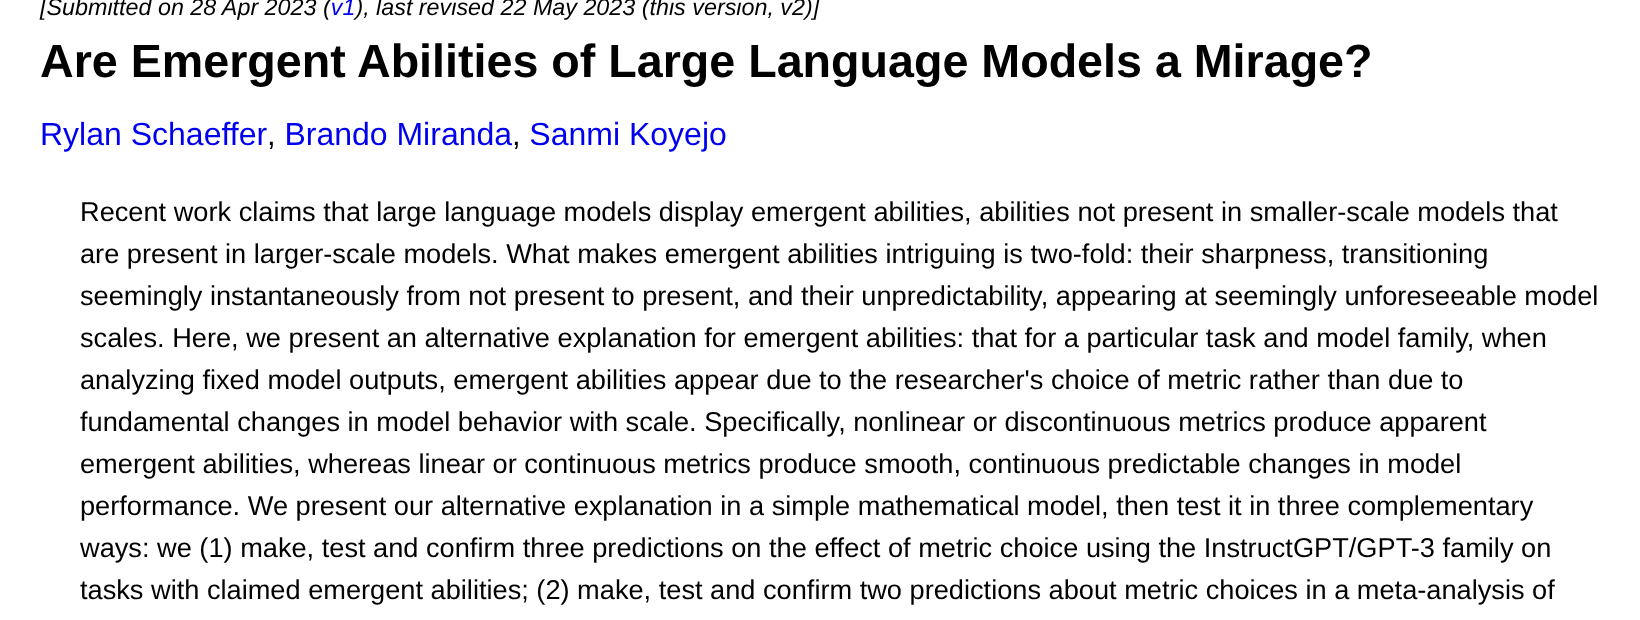 [Submitted on 28 Apr 2023 (v1), last revised 22 May 2023 (this version, v2)]
Are Emergent Abilities of Large Language Models a Mirage?
Rylan Schaeffer, Brando Miranda, Sanmi Koyejo
Recent work claims that large language models display emergent abilities, abilities not present in smaller-scale models that
are present in larger-scale models. What makes emergent abilities intriguing is two-fold: their sharpness, transitioning
seemingly instantaneously from not present to present, and their unpredictability, appearing at seemingly unforeseeable model
scales. Here, we present an alternative explanation for emergent abilities: that for a particular task and model family, when
analyzing fixed model outputs, emergent abilities appear due to the researcher's choice of metric rather than due to
fundamental changes in model behavior with scale. Specifically, nonlinear or discontinuous metrics produce apparent
emergent abilities, whereas linear or continuous metrics produce smooth, continuous predictable changes in model
performance. We present our alternative explanation in a simple mathematical model, then test it in three complementary
ways: we (1) make, test and confirm three predictions on the effect of metric choice using the InstructGPT/GPT-3 family on
tasks with claimed emergent abilities; (2) make, test and confirm two predictions about metric choices in a meta-analysis of